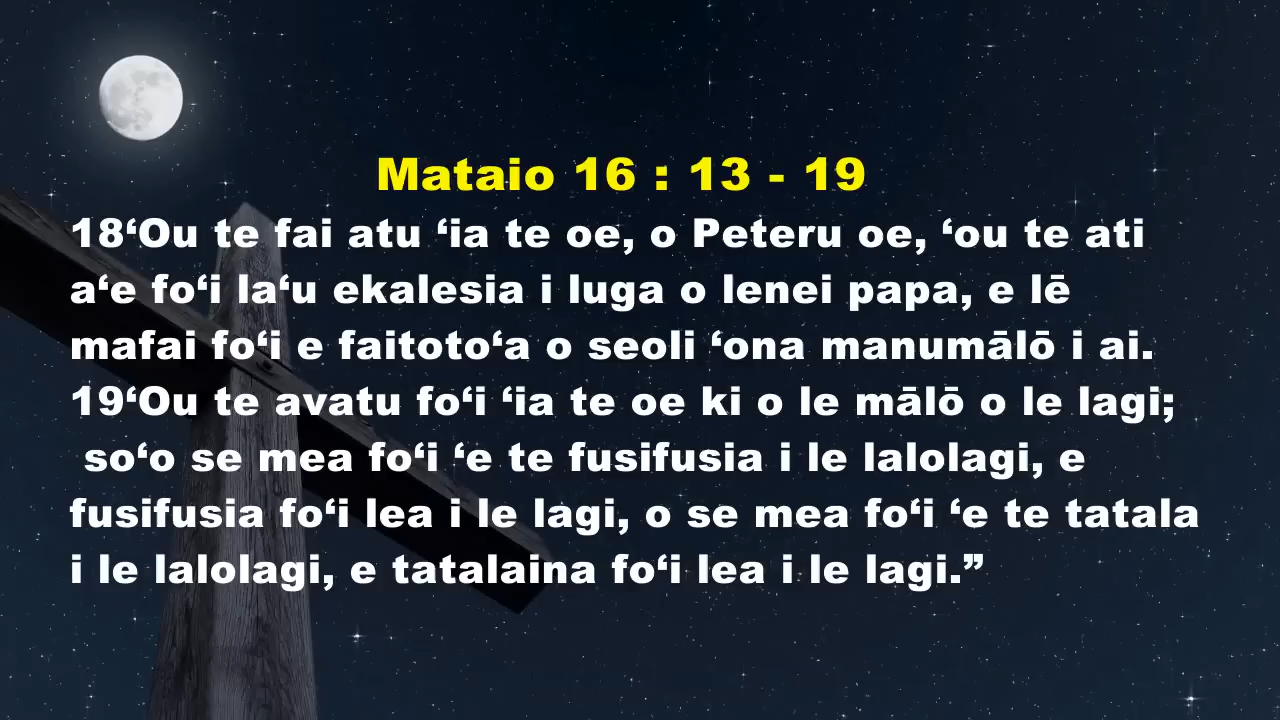 Mataio 16 : 13 - 19
18‘Ou te fai atu ‘ia te oe, o Peteru oe, ‘ou te ati
a‘e fo‘i la‘u ekalesia i luga o lenei papa, e lē
mafai fo‘i e faitoto‘a o seoli ‘ona manumālō i ai.
19‘Ou te avatu fo‘i ‘ia te oe ki o le mālō o le lagi;
so‘o se mea fo‘i ‘e te fusifusia i le lalolagi, e
fusifusia fo‘i lea i le lagi, o se mea fo‘i ‘e te tatala
i le lalolagi, e tatalaina fo‘i lea i le lagi.”